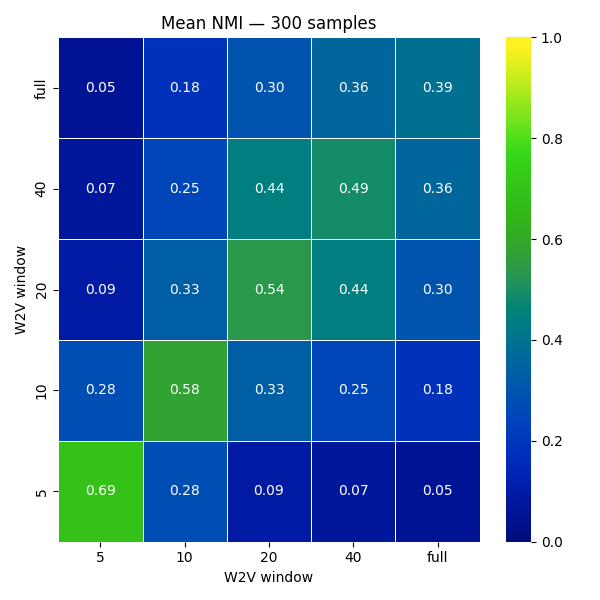 Mean NMI — 300 samples
full 0.05 0.18 0.30 0.36 0.39
40 0.07 0.25 0.44 0.49 0.36
20 0.09 0.33 0.54 0.44 0.30
10 0.28 0.58 0.33 0.25 0.18
5 0.69 0.28 0.09 0.07 0.05
W2V window
5 10 20 40 full
W2V window
1.0
0.8
0.6
0.4
0.2
0.0